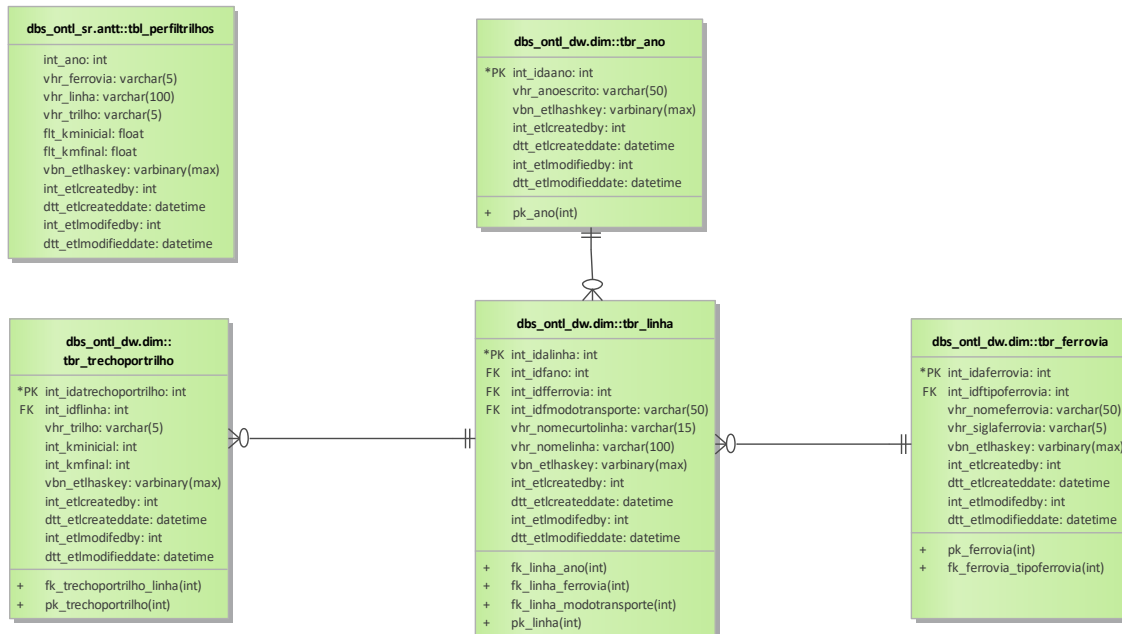 dbs_ontl_sr.antt::tbl_perfiltrilhos
int_ano: int
vhr_ferrovia: varchar(5)
vhr_linha: varchar(100)
vhr_trilho: varchar(5)
flt_kminicial: float
flt_kmfinal: float
vbn_etlhaskey: varbinary(max)
int_etlcreatedby: int
dtt_etlcreateddate: datetime
int_etlmodifedby: int
dtt_etlmodifieddate: datetime
dbs_ontl_dw.dim::tbr_ano
*PK int_idaano: int
vhr_anoescrito: varchar(50)
vbn_etlhashkey: varbinary(max)
int_etlcreatedby: int
dtt_etlcreateddate: datetime
int_etlmodifiedby: int
dtt_etlmodifieddate: datetime
+ pk_ano(int)
dbs_ontl_dw.dim::
tbr_trechoportrilho
*PK int_idatrechoportrilho: int
FK int_idflinha: int
vhr_trilho: varchar(5)
int_kminicial: int
int_kmfinal: int
vbn_etlhaskey: varbinary(max)
int_etlcreatedby: int
dtt_etlcreateddate: datetime
int_etlmodifedby: int
dtt_etlmodifieddate: datetime
+ fk_trechoportrilho_linha(int)
+ pk_trechoportrilho(int)
dbs_ontl_dw.dim::tbr_linha
*PK int_idalinha: int
FK int_idfano: int
FK int_idfferrovia: int
FK int_idfmodotransporte: varchar(50)
vhr_nomecurtolinha: varchar(15)
vhr_nomelinha: varchar(100)
vbn_etlhaskey: varbinary(max)
int_etlcreatedby: int
dtt_etlcreateddate: datetime
int_etlmodifedby: int
dtt_etlmodifieddate: datetime
+ fk_linha_ano(int)
+ fk_linha_ferrovia(int)
+ fk_linha_modotransporte(int)
+ pk_linha(int)
dbs_ontl_dw.dim::tbr_ferrovia
*PK int_idaferrovia: int
FK int_idftipoferrovia: int
vhr_nomeferrovia: varchar(50)
vhr_siglaferrovia: varchar(5)
vbn_etlhaskey: varbinary(max)
int_etlcreatedby: int
dtt_etlcreateddate: datetime
int_etlmodifedby: int
dtt_etlmodifieddate: datetime
+ pk_ferrovia(int)
+ fk_ferrovia_tipoferrovia(int)